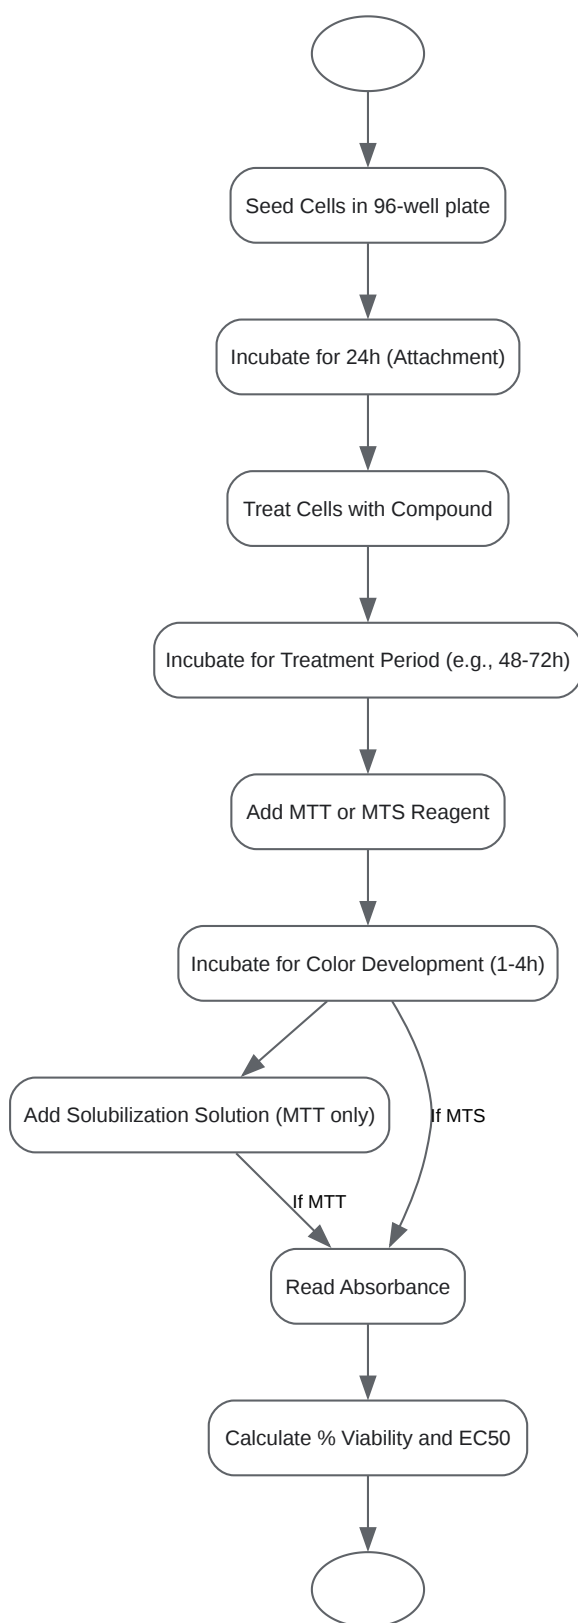 Seed Cells in 96-well plate
Incubate for 24h (Attachment)
Treat Cells with Compound
Incubate for Treatment Period (e.g., 48-72h)
Add MTT or MTS Reagent
Incubate for Color Development (1-4h)
Add Solubilization Solution (MTT only)
If MTS
If MTT
Read Absorbance
Calculate % Viability and EC50